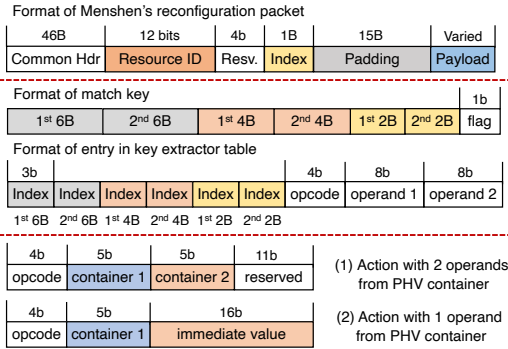 Format of Menshen's reconfiguration packet
46B 12 bits 4b 1B 15B Varied
Common Hdr Resource ID Resv. Index Padding Payload
Format of match key
1b
1st 6B 2nd 6B 1st 4B 2nd 4B 1st 2B 2nd 2B flag
Format of entry in key extractor table
3b 4b 8b 8b
Index Index Index Index Index Index opcode operand 1 operand 2
1st 6B 2nd 6B 1st 4B 2nd 4B 1st 2B 2nd 2B
4b 5b 5b 11b
opcode container 1 container 2 reserved
(1) Action with 2 operands
from PHV container
4b 5b 16b
opcode container 1 immediate value
(2) Action with 1 operand
from PHV container